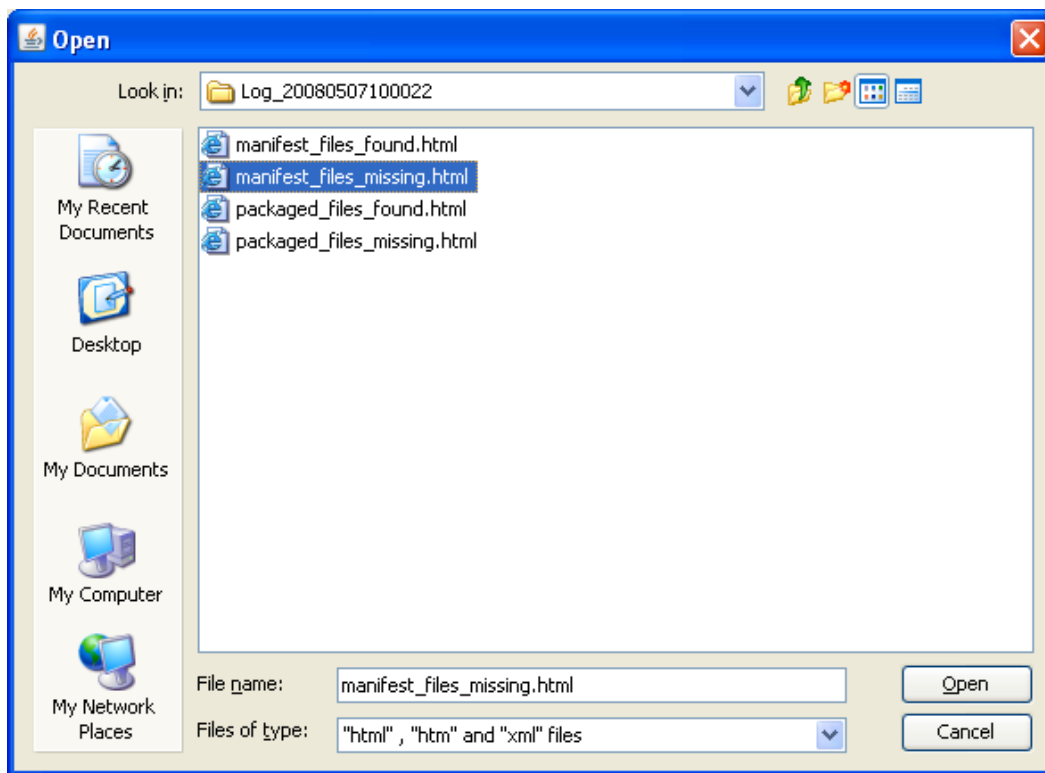 Open
Look in:
Log_20080507100022
manifest_files_found.html
manifest_files_missing.html
packaged_files_found.html
packaged_files_missing.html
My Recent
Documents
Desktop
My Documents
My Computer
My Network
Places
File name:
manifest_files_missing.html
Open
Files of type:
"html" , "htm" and "xml" files
Cancel